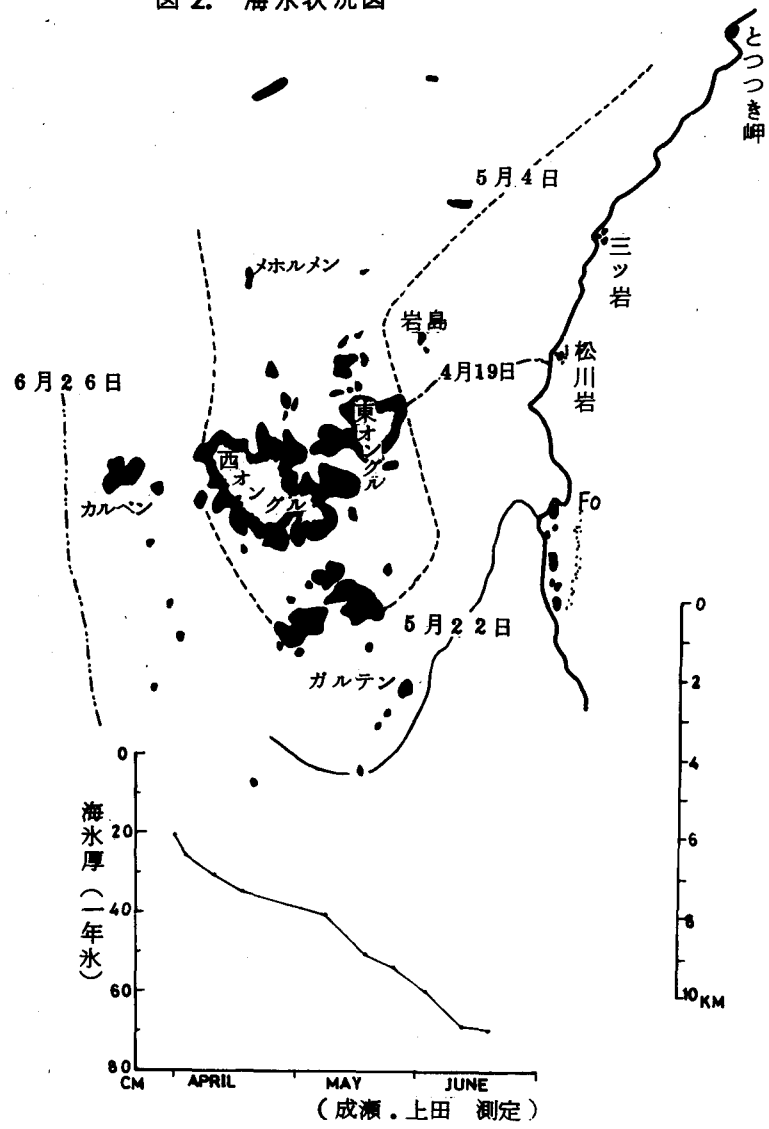 図 2. 海氷状況図
とつつき岬
5月4日
三ツ岩
メホルメン
岩島
松川岩
4月19日
6月26日
東オングル
西オングル
カルベン
Fo
5月22日
ガルテン
0
2
4
6
8
10 KM
海氷厚(一年氷)
0
20
40
60
80
CM APRIL MAY JUNE
(成瀬.上田 測定)